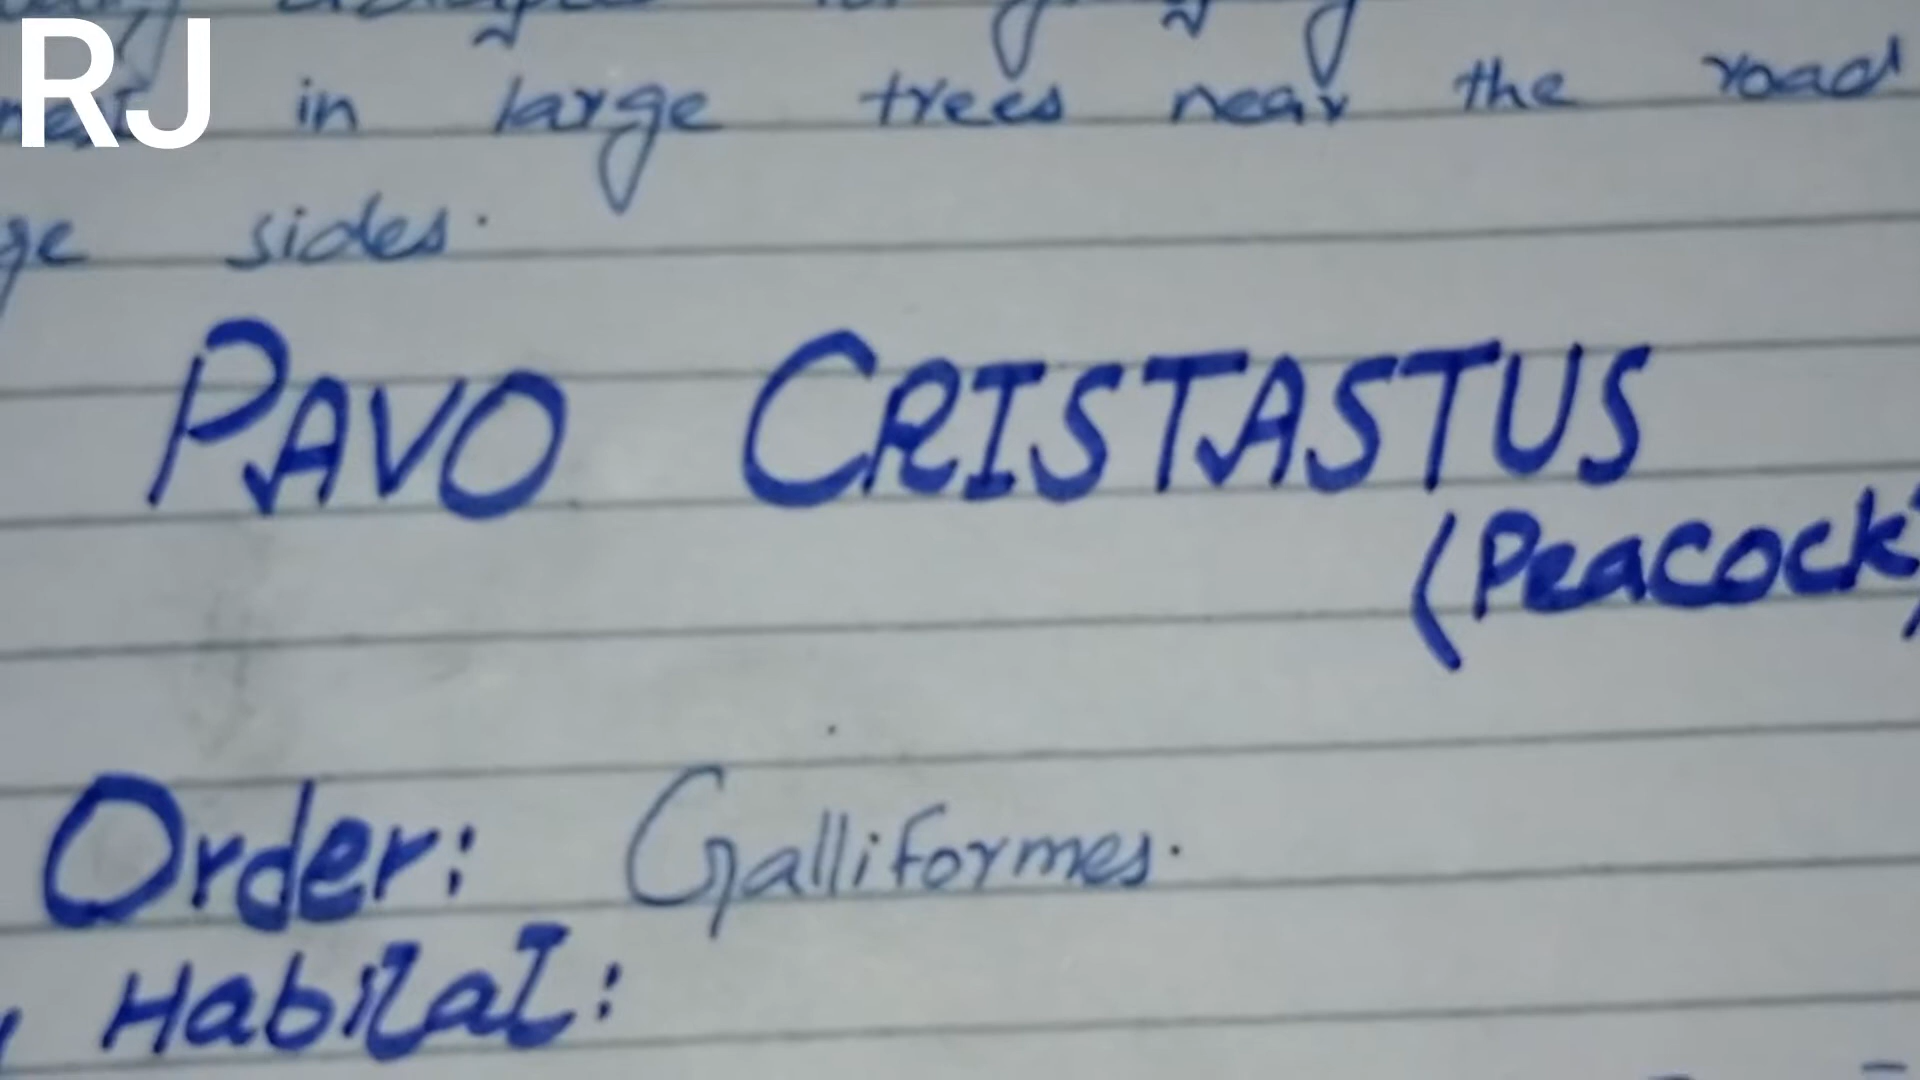 RJ
in large trees near the road
sides.
PAVO CRISTASTUS
(Peacock)
Order: Galliformes.
Habitat: